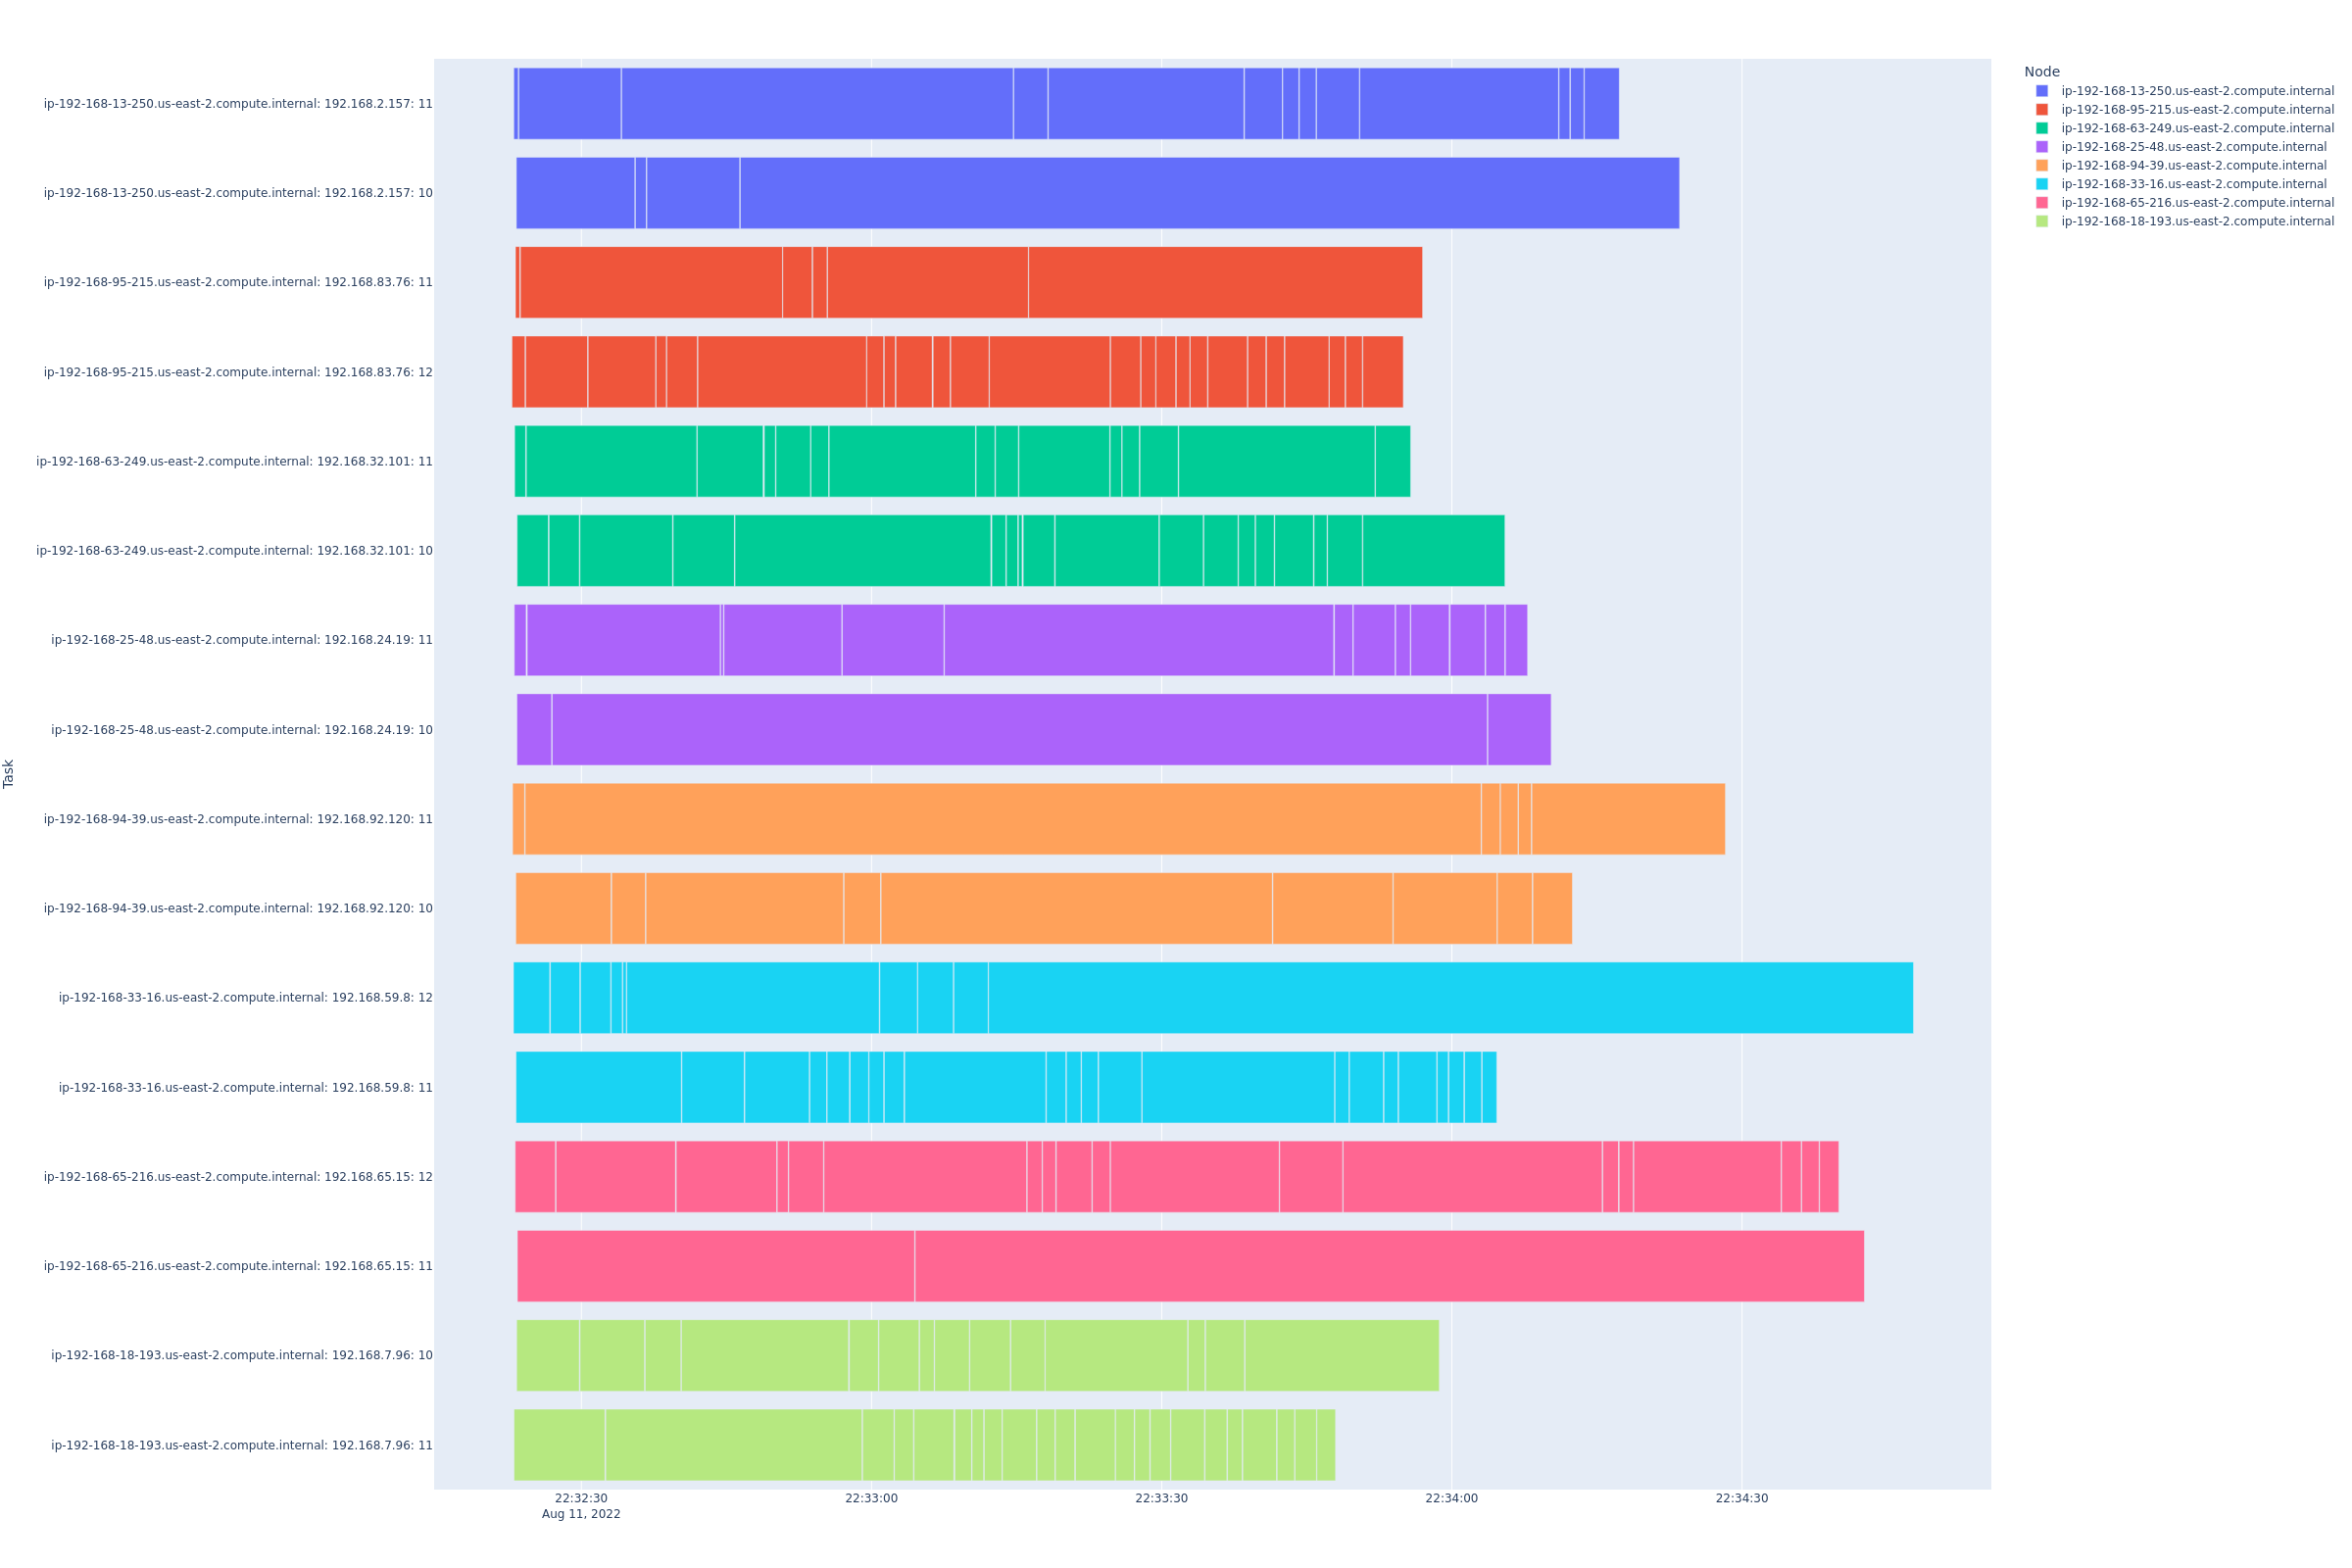 Task
ip-192-168-13-250.us-east-2.compute.internal: 192.168.2.157: 11
ip-192-168-13-250.us-east-2.compute.internal: 192.168.2.157: 10
ip-192-168-95-215.us-east-2.compute.internal: 192.168.83.76: 11
ip-192-168-95-215.us-east-2.compute.internal: 192.168.83.76: 12
ip-192-168-63-249.us-east-2.compute.internal: 192.168.32.101: 11
ip-192-168-63-249.us-east-2.compute.internal: 192.168.32.101: 10
ip-192-168-25-48.us-east-2.compute.internal: 192.168.24.19: 11
ip-192-168-25-48.us-east-2.compute.internal: 192.168.24.19: 10
ip-192-168-94-39.us-east-2.compute.internal: 192.168.92.120: 11
ip-192-168-94-39.us-east-2.compute.internal: 192.168.92.120: 10
ip-192-168-33-16.us-east-2.compute.internal: 192.168.59.8: 12
ip-192-168-33-16.us-east-2.compute.internal: 192.168.59.8: 11
ip-192-168-65-216.us-east-2.compute.internal: 192.168.65.15: 12
ip-192-168-65-216.us-east-2.compute.internal: 192.168.65.15: 11
ip-192-168-18-193.us-east-2.compute.internal: 192.168.7.96: 10
ip-192-168-18-193.us-east-2.compute.internal: 192.168.7.96: 11
22:32:30 22:33:00 22:33:30 22:34:00 22:34:30
Aug 11, 2022
Node
ip-192-168-13-250.us-east-2.compute.internal
ip-192-168-95-215.us-east-2.compute.internal
ip-192-168-63-249.us-east-2.compute.internal
ip-192-168-25-48.us-east-2.compute.internal
ip-192-168-94-39.us-east-2.compute.internal
ip-192-168-33-16.us-east-2.compute.internal
ip-192-168-65-216.us-east-2.compute.internal
ip-192-168-18-193.us-east-2.compute.internal